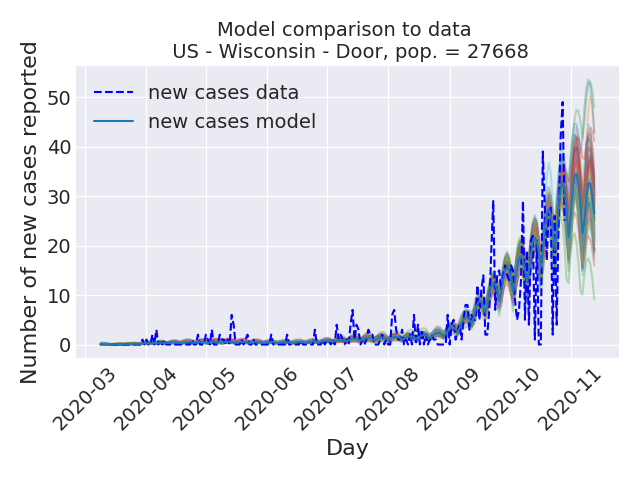 Model comparison to data
US - Wisconsin - Door, pop. = 27668
Number of new cases reported
50
40
30
20
10
0
new cases data
new cases model
2020-03
2020-04
2020-05
2020-06
2020-07
2020-08
2020-09
2020-10
2020-11
Day